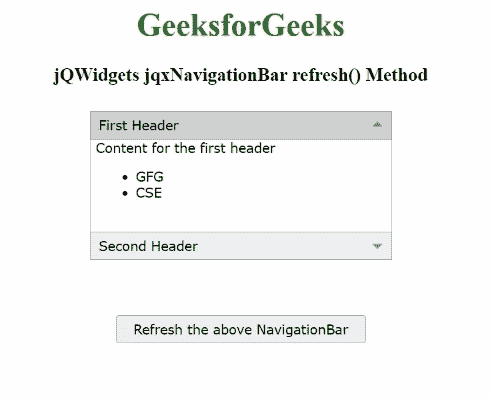 GeeksforGeeks
jQWidgets jqxNavigationBar refresh() Method
First Header
Content for the first header
GFG
CSE
Second Header
Refresh the above NavigationBar